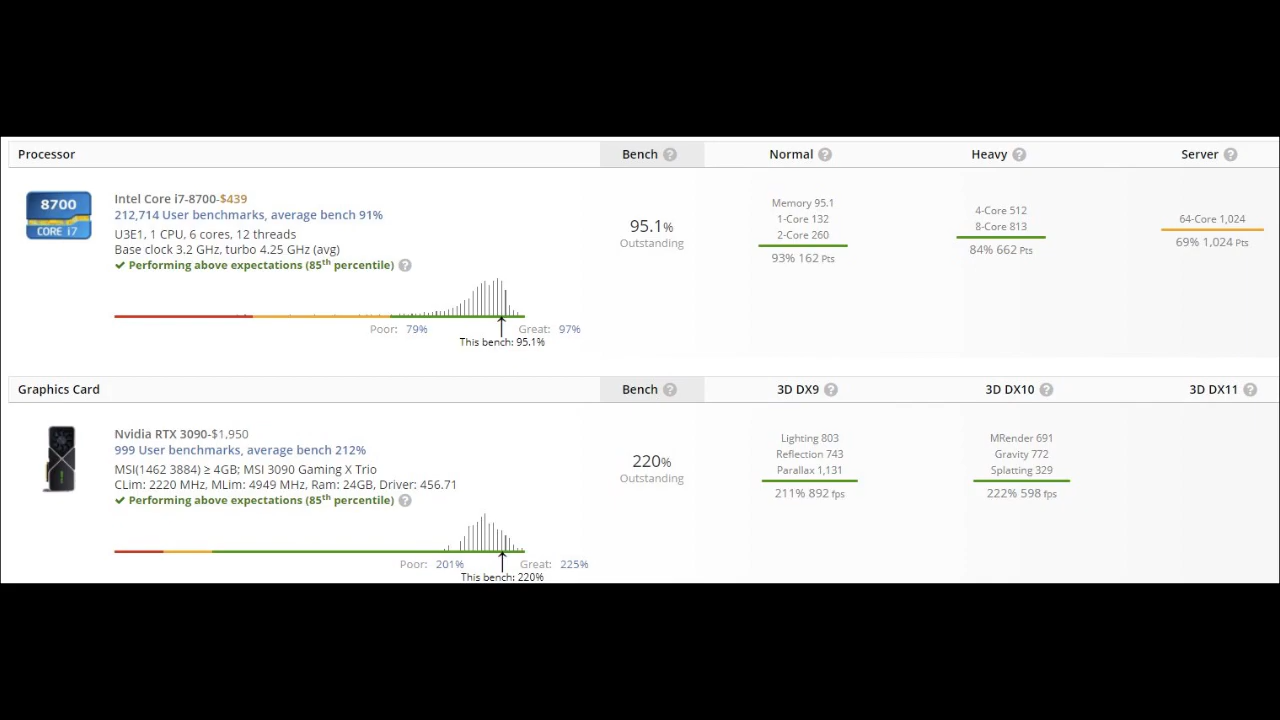 Processor
Bench
Normal
Heavy
Server
8700
CORE i7
Intel Core i7-8700-$439
212,714 User benchmarks, average bench 91%
U3E1, 1 CPU, 6 cores, 12 threads
Base clock 3.2 GHz, turbo 4.25 GHz (avg)
✔ Performing above expectations (85th percentile)
Poor: 79%
Great: 97%
This bench: 95.1%
95.1%
Outstanding
Memory 95.1
1-Core 132
2-Core 260
93% 162 Pts
4-Core 512
8-Core 813
84% 662 Pts
64-Core 1,024
69% 1,024 Pts
Graphics Card
Bench
3D DX9
3D DX10
3D DX11
Nvidia RTX 3090-$1,950
999 User benchmarks, average bench 212%
MSI(1462 3884) ≥ 4GB; MSI 3090 Gaming X Trio
CLim: 2220 MHz, MLim: 4949 MHz, Ram: 24GB, Driver: 456.71
✔ Performing above expectations (85th percentile)
Poor: 201%
Great: 225%
This bench: 220%
220%
Outstanding
Lighting 803
Reflection 743
Parallax 1,131
211% 892 fps
MRender 691
Gravity 772
Splatting 329
222% 598 fps